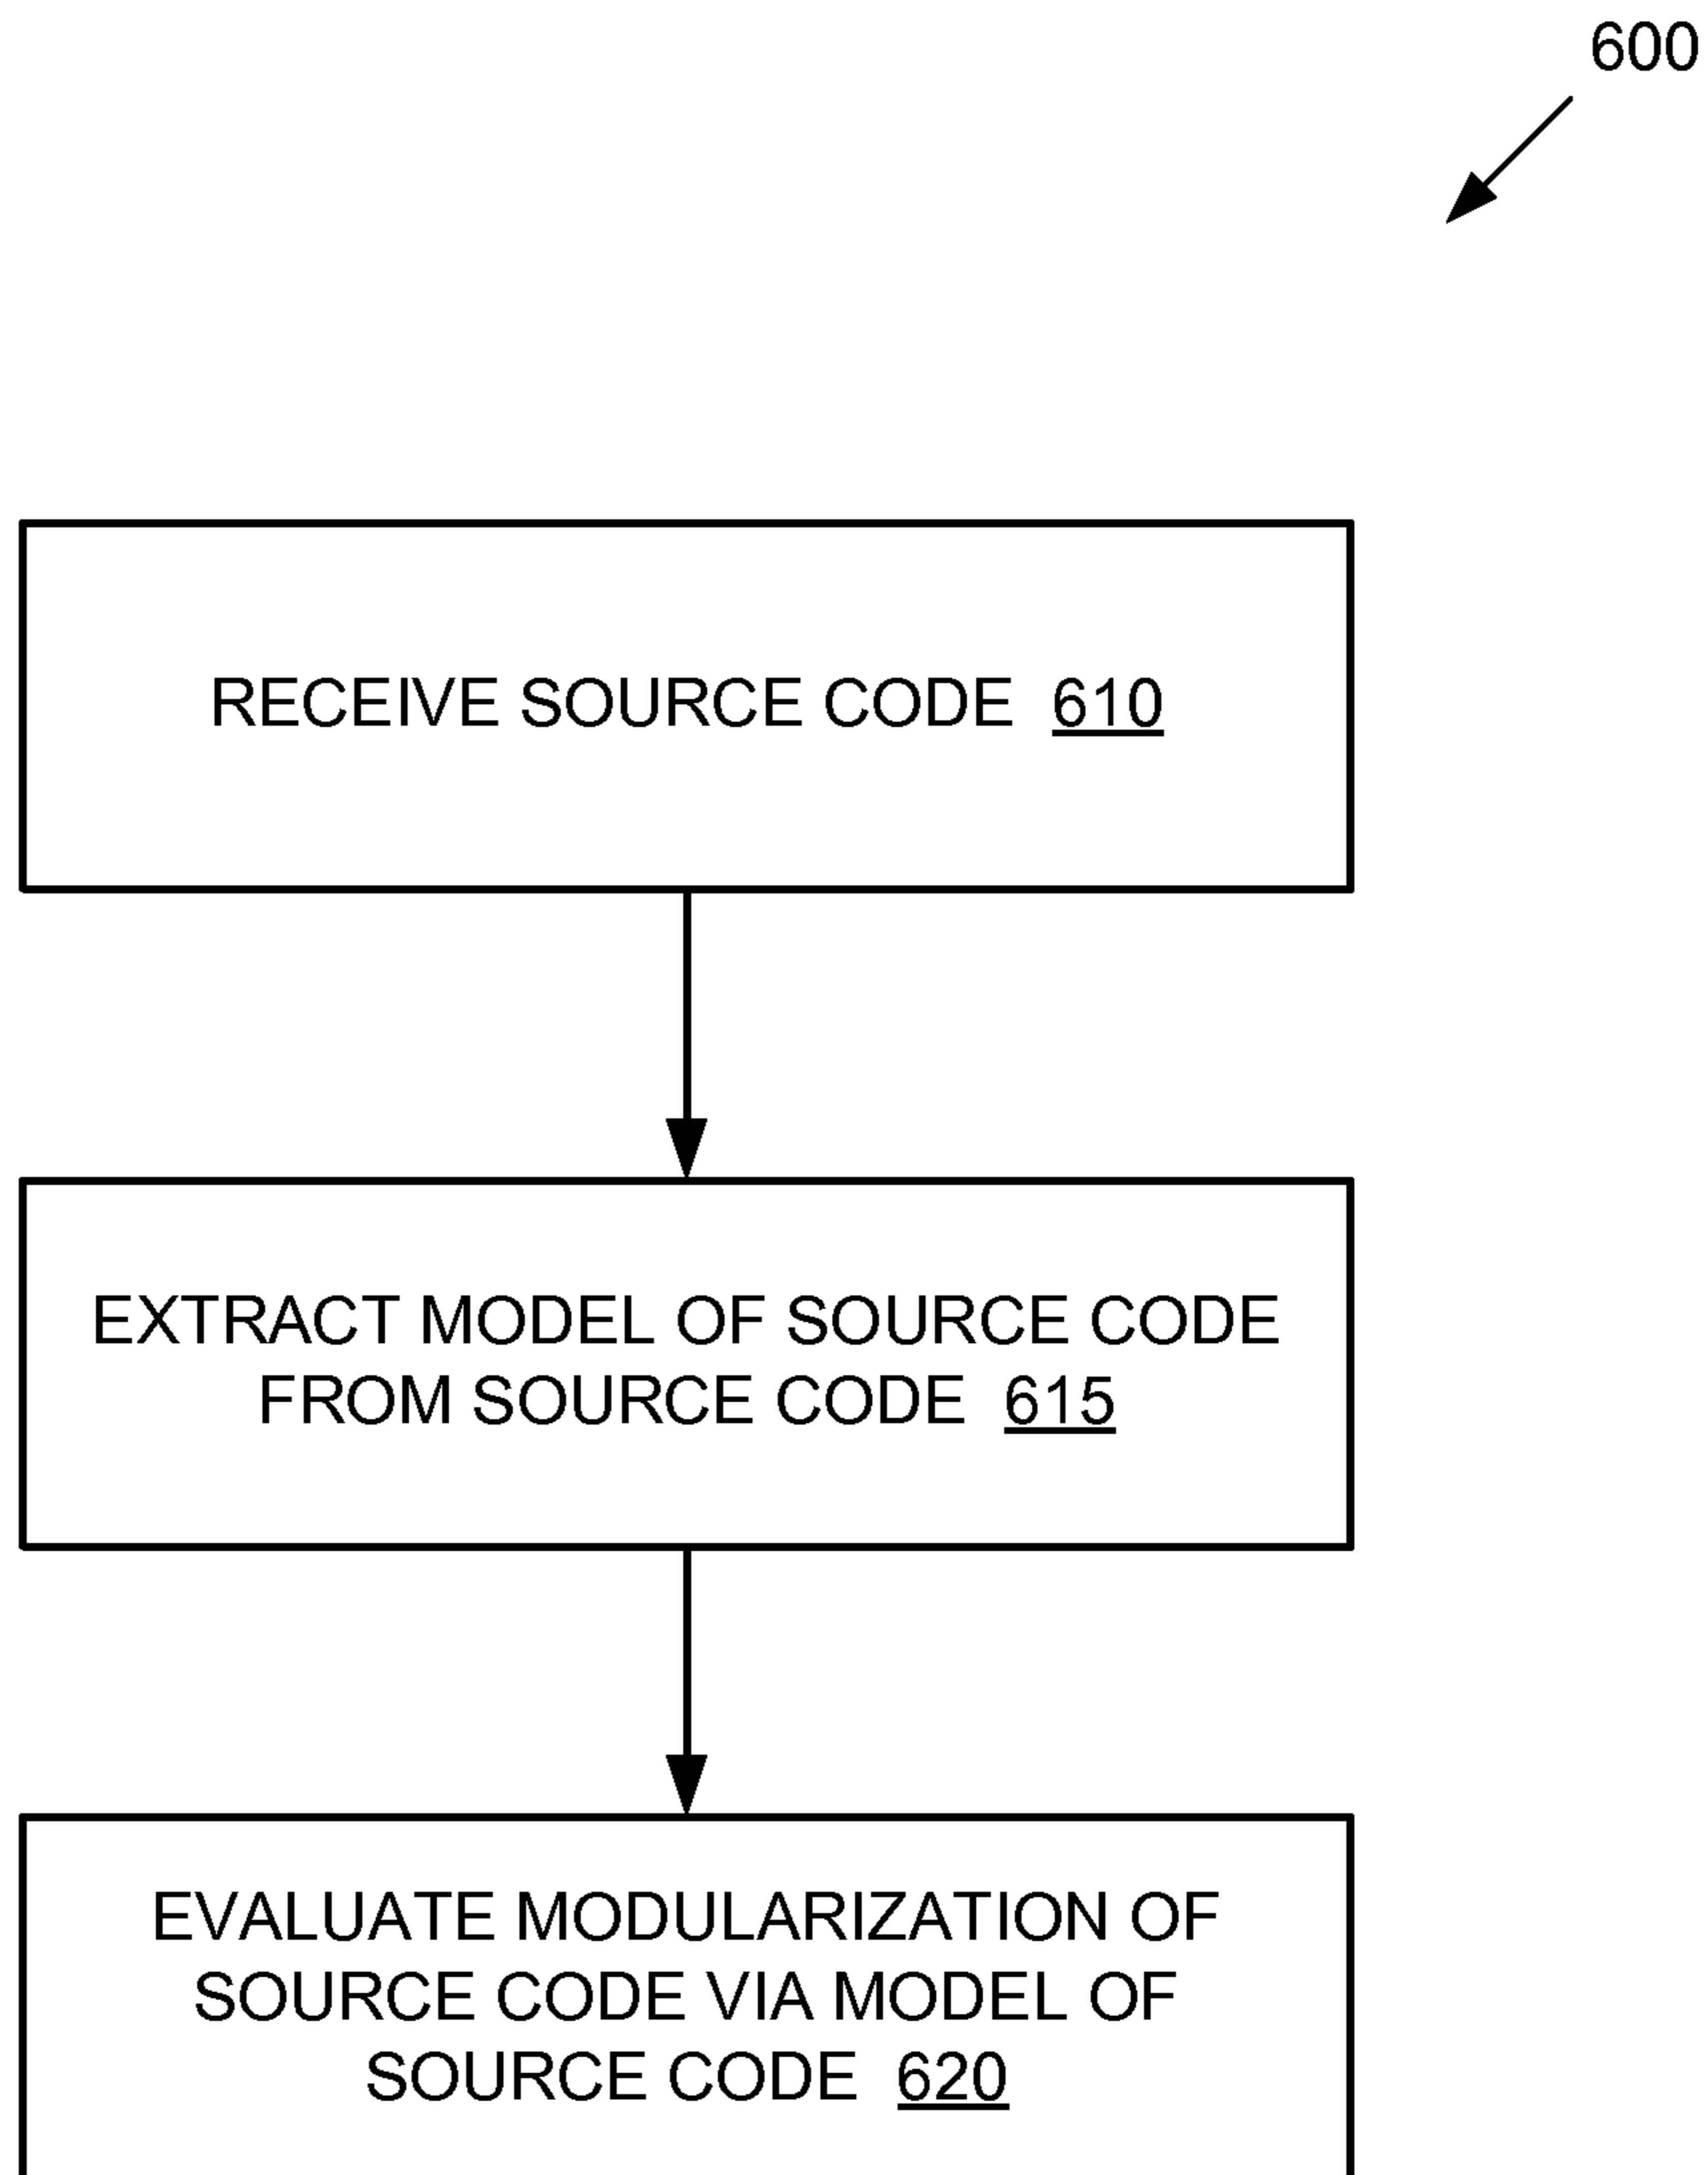 600
RECEIVE SOURCE CODE 610
EXTRACT MODEL OF SOURCE CODE
FROM SOURCE CODE 615
EVALUATE MODULARIZATION OF
SOURCE CODE VIA MODEL OF
SOURCE CODE 620